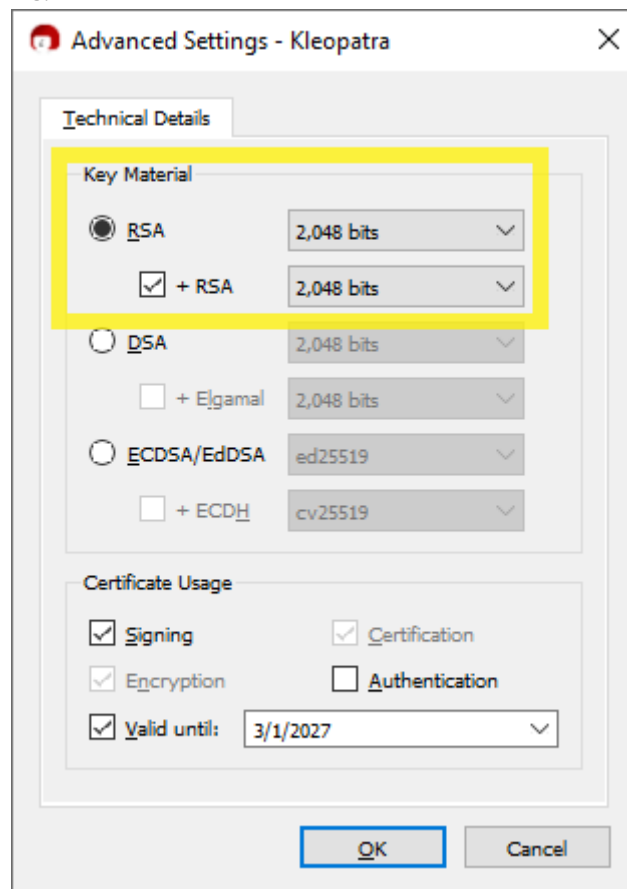 Advanced Settings - Kleopatra
Technical Details
Key Material
RSA 2,048 bits
+ RSA 2,048 bits
DSA 2,048 bits
+ Elgamal 2,048 bits
ECDSA/EdDSA ed25519
+ ECDH cv25519
Certificate Usage
Signing Certification
Encryption Authentication
Valid until: 3/1/2027
OK Cancel